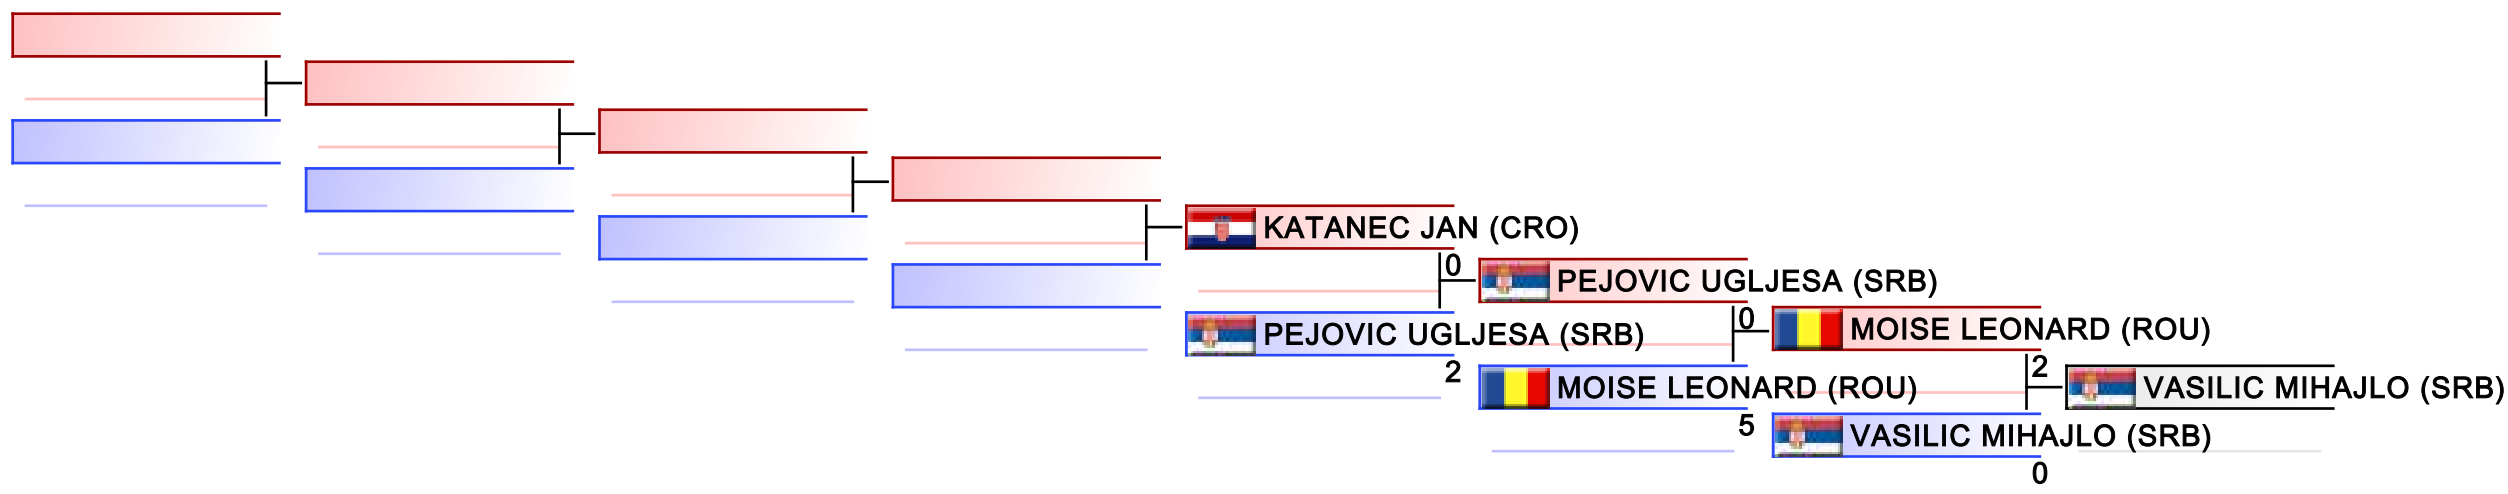 KATANEC JAN (CRO)
0
PEJOVIC UGLJESA (SRB)
0
PEJOVIC UGLJESA (SRB)
MOISE LEONARD (ROU)
2
2
MOISE LEONARD (ROU)
VASILIC MIHAJLO (SRB)
5
VASILIC MIHAJLO (SRB)
0